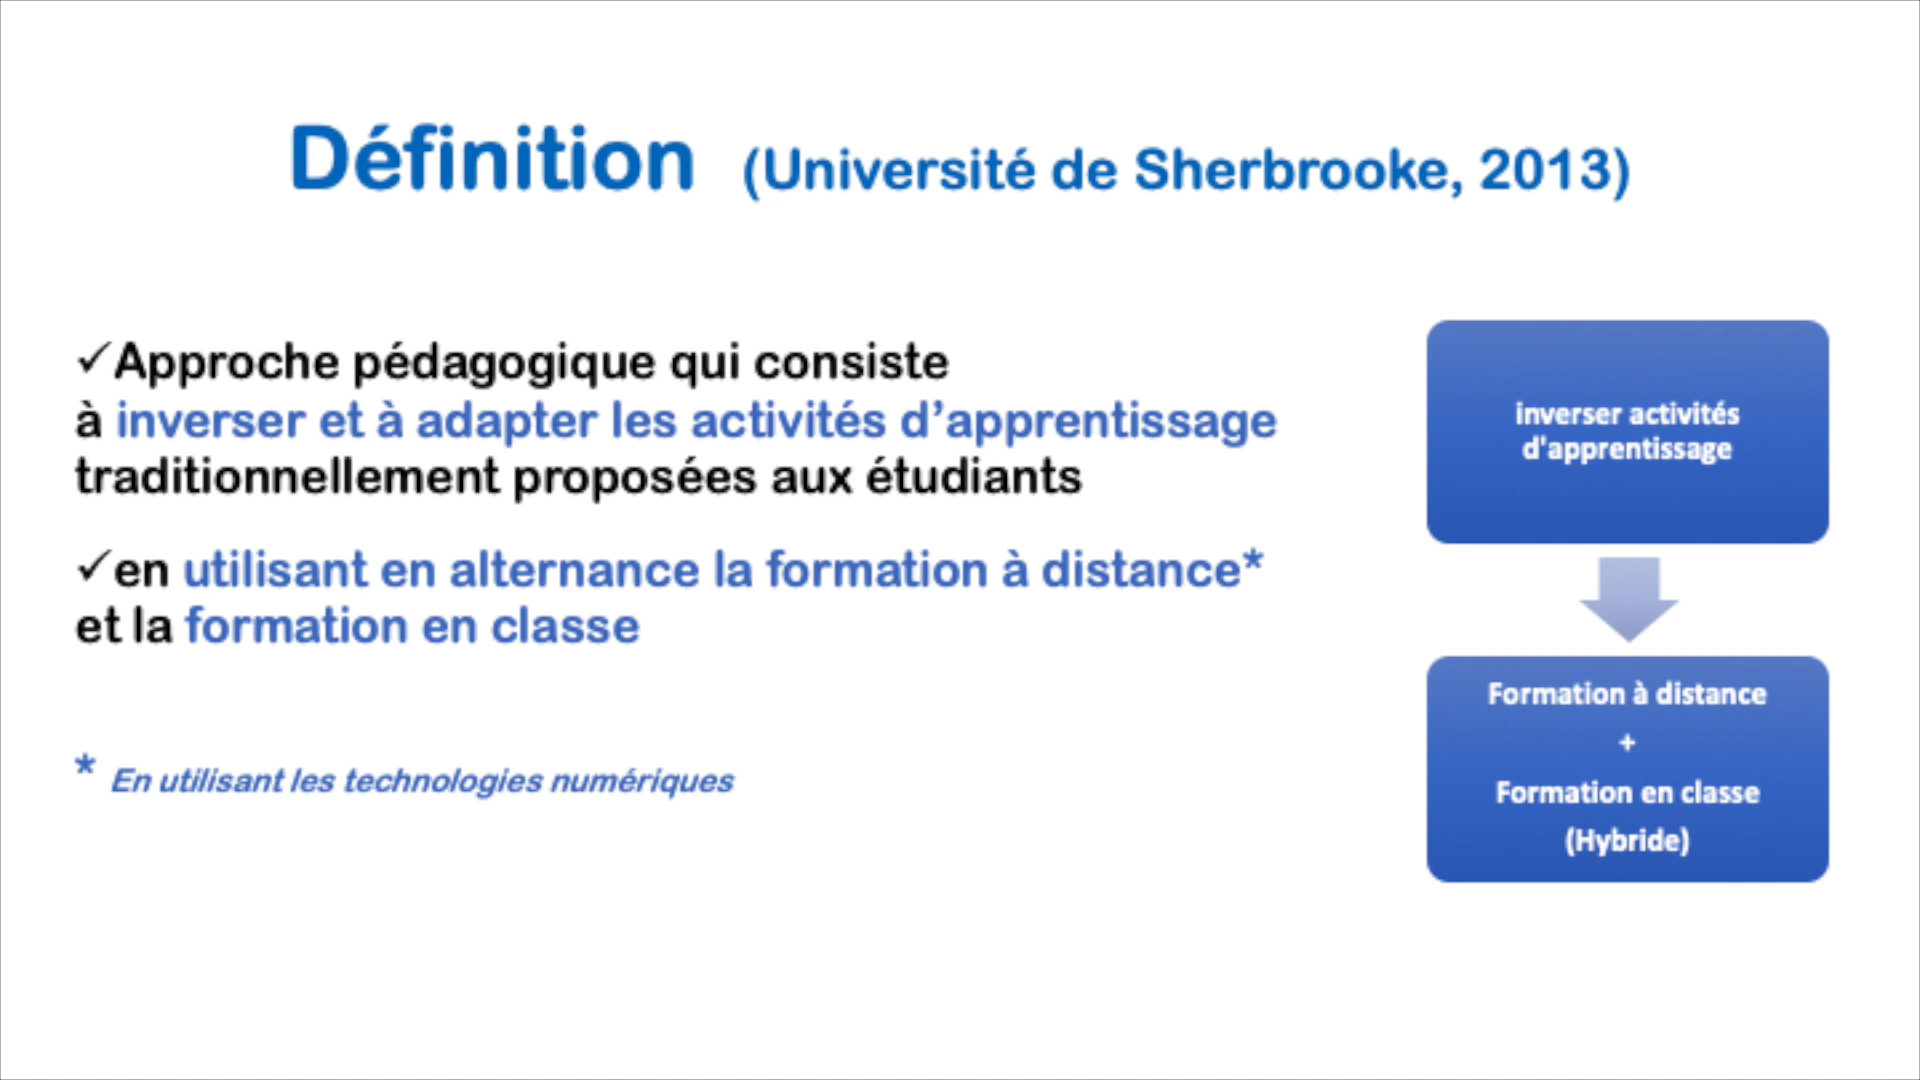 Définition (Université de Sherbrooke, 2013)
✓Approche pédagogique qui consiste
à inverser et à adapter les activités d’apprentissage
traditionnellement proposées aux étudiants
✓en utilisant en alternance la formation à distance*
et la formation en classe
* En utilisant les technologies numériques
inverser activités
d'apprentissage
Formation à distance
+
Formation en classe
(Hybride)